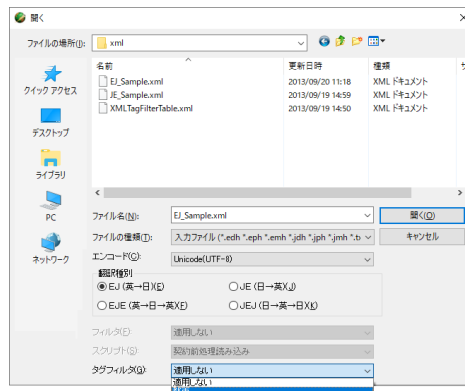 開く
ファイルの場所(I):
xml
名前
更新日時
種類
EJ_Sample.xml
2013/09/20 11:18
XML ドキュメント
JE_Sample.xml
2013/09/19 14:59
XML ドキュメント
XMLTagFilterTable.xml
2013/09/19 14:50
XML ドキュメント
クイック アクセス
デスクトップ
ライブラリ
PC
ネットワーク
ファイル名(N):
EJ_Sample.xml
開く(O)
ファイルの種類(T):
入力ファイル (*.edh *.eph *.emh *.jdh *.jph *.jmh *.t
キャンセル
エンコード(C):
Unicode(UTF-8)
翻訳種別
EJ (英→日)(E)
JE (日→英)(J)
EJE (英→日→英)(F)
JEJ (日→英→日)(K)
フィルタ(F)
適用しない
スクリプト(S)
契約前処理読み込み
タグフィルタ(G):
適用しない
適用しない